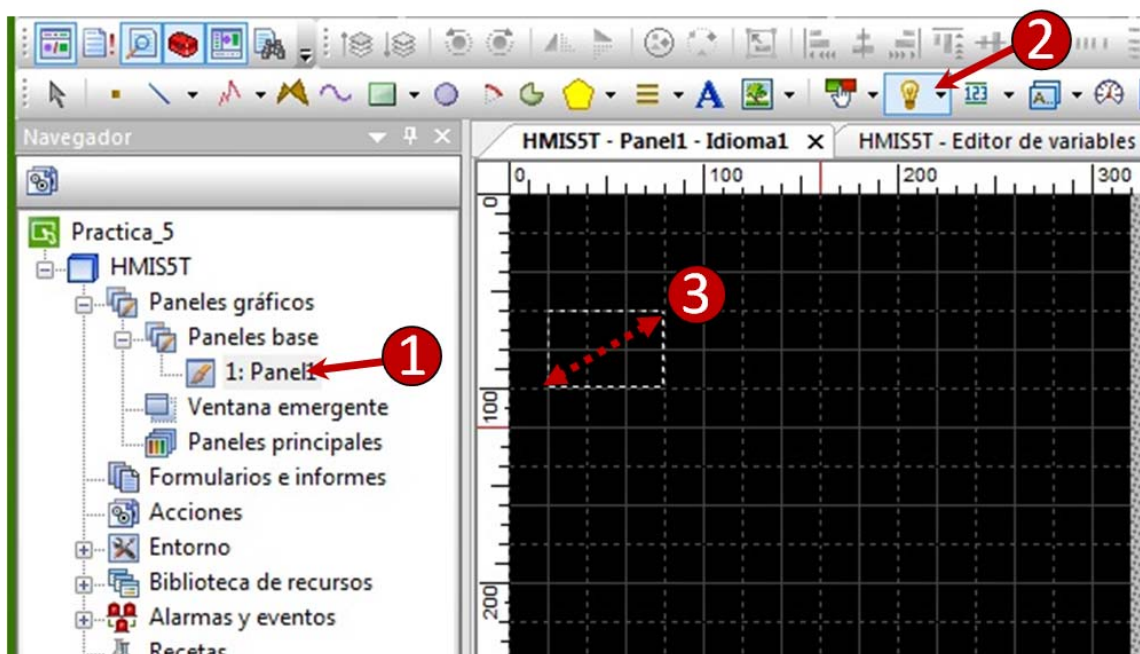 2
123
A...
Navegador
HMIS5T - Panel1 - Idioma1
HMIS5T - Editor de variables
0
100
200
300
0
Practica_5
HMIS5T
Paneles gráficos
3
Paneles base
1
1: Panel1
Ventana emergente
100
Paneles principales
Formularios e informes
Acciones
Entorno
Biblioteca de recursos
200
Alarmas y eventos
Recetas